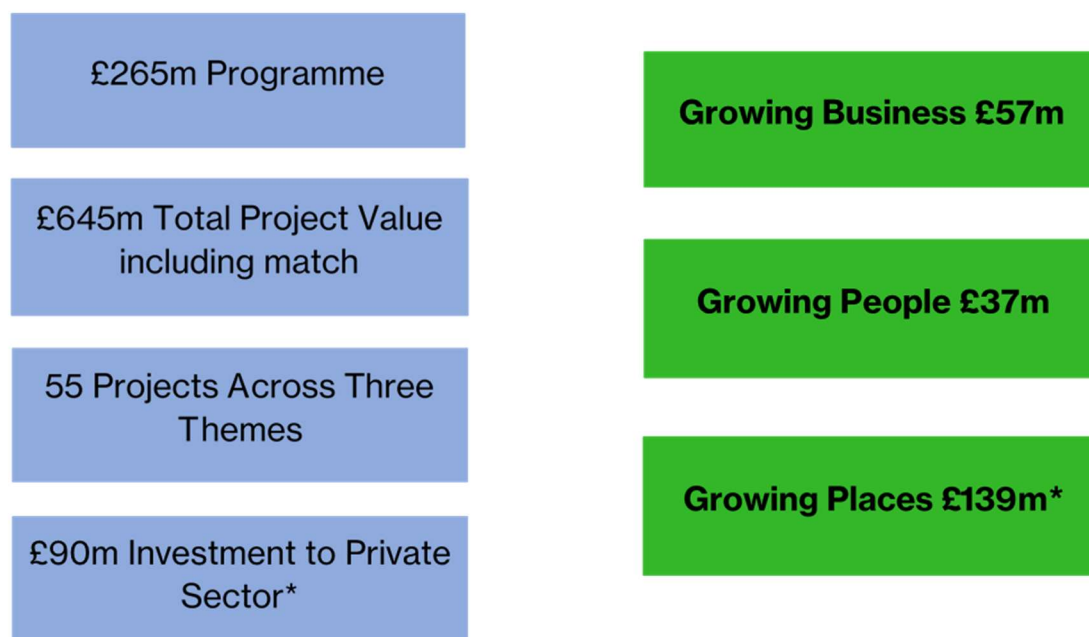 £265m Programme
£645m Total Project Value
including match
55 Projects Across Three
Themes
£90m Investment to Private
Sector*
Growing Business £57m
Growing People £37m
Growing Places £139m*